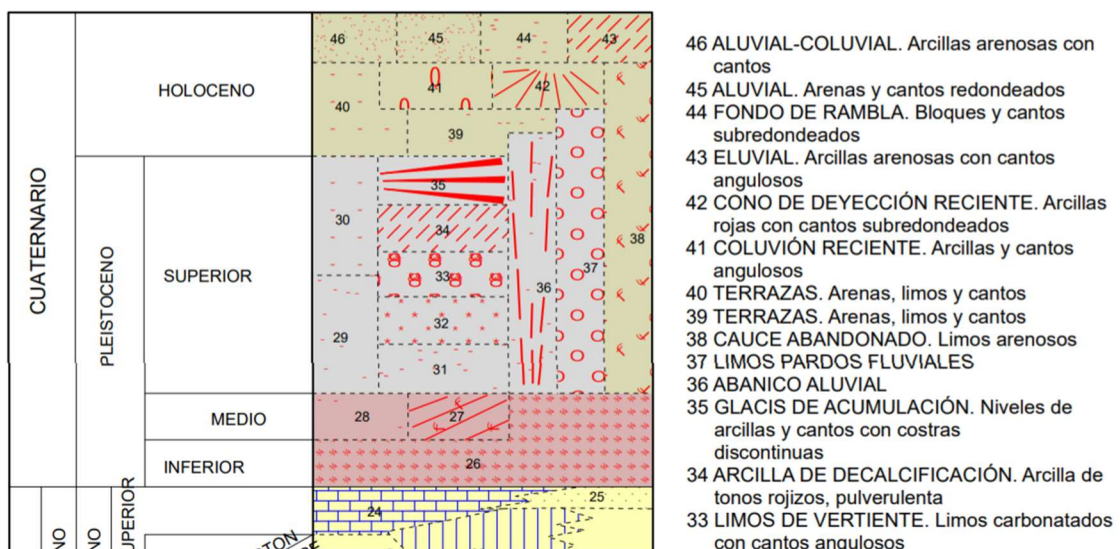 CUATERNARIO
PLEISTOCENO
HOLOCENO
SUPERIOR
MEDIO
INFERIOR
SUPERIOR
NO
NO
46
45
44
43
40
41
42
39
35
30
34
38
33
37
36
32
29
31
28
27
26
25
24
46 ALUVIAL-COLUVIAL. Arcillas arenosas con
cantos
45 ALUVIAL. Arenas y cantos redondeados
44 FONDO DE RAMBLA. Bloques y cantos
subredondeados
43 ELUVIAL. Arcillas arenosas con cantos
angulosos
42 CONO DE DEYECCIÓN RECIENTE. Arcillas
rojas con cantos subredondeados
41 COLUVIÓN RECIENTE. Arcillas y cantos
angulosos
40 TERRAZAS. Arenas, limos y cantos
39 TERRAZAS. Arenas, limos y cantos
38 CAUCE ABANDONADO. Limos arenosos
37 LIMOS PARDOS FLUVIALES
36 ABANICO ALUVIAL
35 GLACIS DE ACUMULACIÓN. Niveles de
arcillas y cantos con costras
discontinuas
34 ARCILLA DE DECALCIFICACIÓN. Arcilla de
tonos rojizos, pulverulenta
33 LIMOS DE VERTIENTE. Limos carbonatados
con cantos angulosos